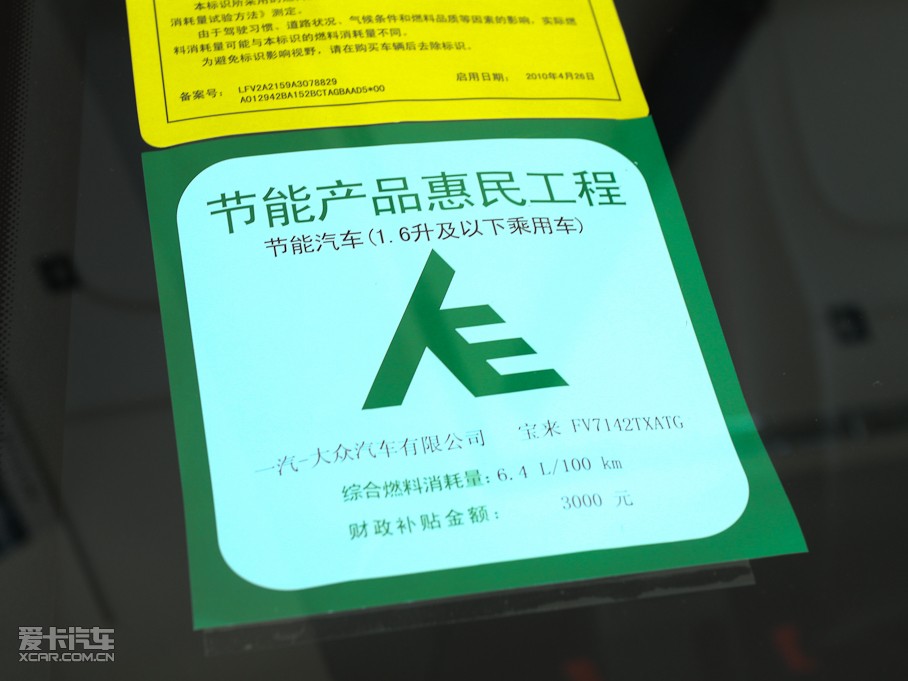 本标识所采用的
消耗量试验方法》测定。
由于驾驶习惯、道路状况、气候条件和燃料品质等因素的影响，实际燃
料消耗量可能与本标识的燃料消耗量不同。
为避免标识影响视野，请在购买车辆后去除标识。
备案号： LFV2A2159A3078829 启用日期： 2010年4月26日
A012942BA152BCTAGBAAD5*00
节能产品惠民工程
节能汽车(1.6升及以下乘用车)
一汽-大众汽车有限公司 宝来 FV7142TXATG
综合燃料消耗量: 6.4 L/100 km
财政补贴金额： 3000 元
爱卡汽车
XCAR.COM.CN